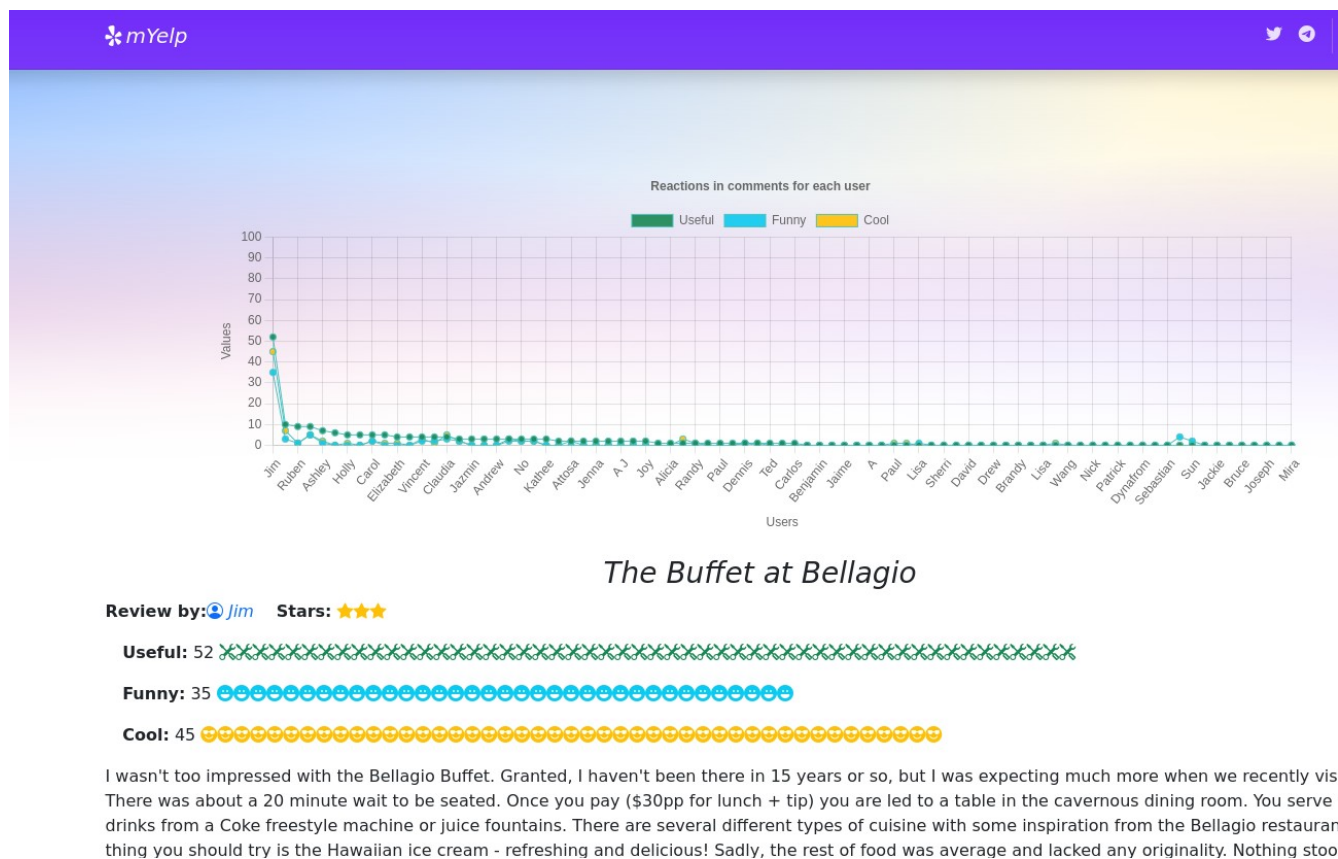 mYelp
Reactions in comments for each user
Useful Funny Cool
100
90
80
70
60
50
40
30
20
10
0
Values
Jim Ruben Ashley Holly Carol Elizabeth Vincent Claudia Jazmin Andrew No Kathee Attosa Jenna A J Joy Alicia Randy Paul Dennis Ted Carlos Benjamin Jaime A Paul Lisa Sherri David Drew Brandy Lisa Wang Nick Patrick Dynafrom Sebastian Sun Jackie Bruce Joseph Mira
Users
The Buffet at Bellagio
Review by: Jim Stars:
Useful: 52
Funny: 35
Cool: 45
I wasn't too impressed with the Bellagio Buffet. Granted, I haven't been there in 15 years or so, but I was expecting much more when we recently vis
There was about a 20 minute wait to be seated. Once you pay ($30pp for lunch + tip) you are led to a table in the cavernous dining room. You serve
drinks from a Coke freestyle machine or juice fountains. There are several different types of cuisine with some inspiration from the Bellagio restauran
thing you should try is the Hawaiian ice cream - refreshing and delicious! Sadly, the rest of food was average and lacked any originality. Nothing stoo